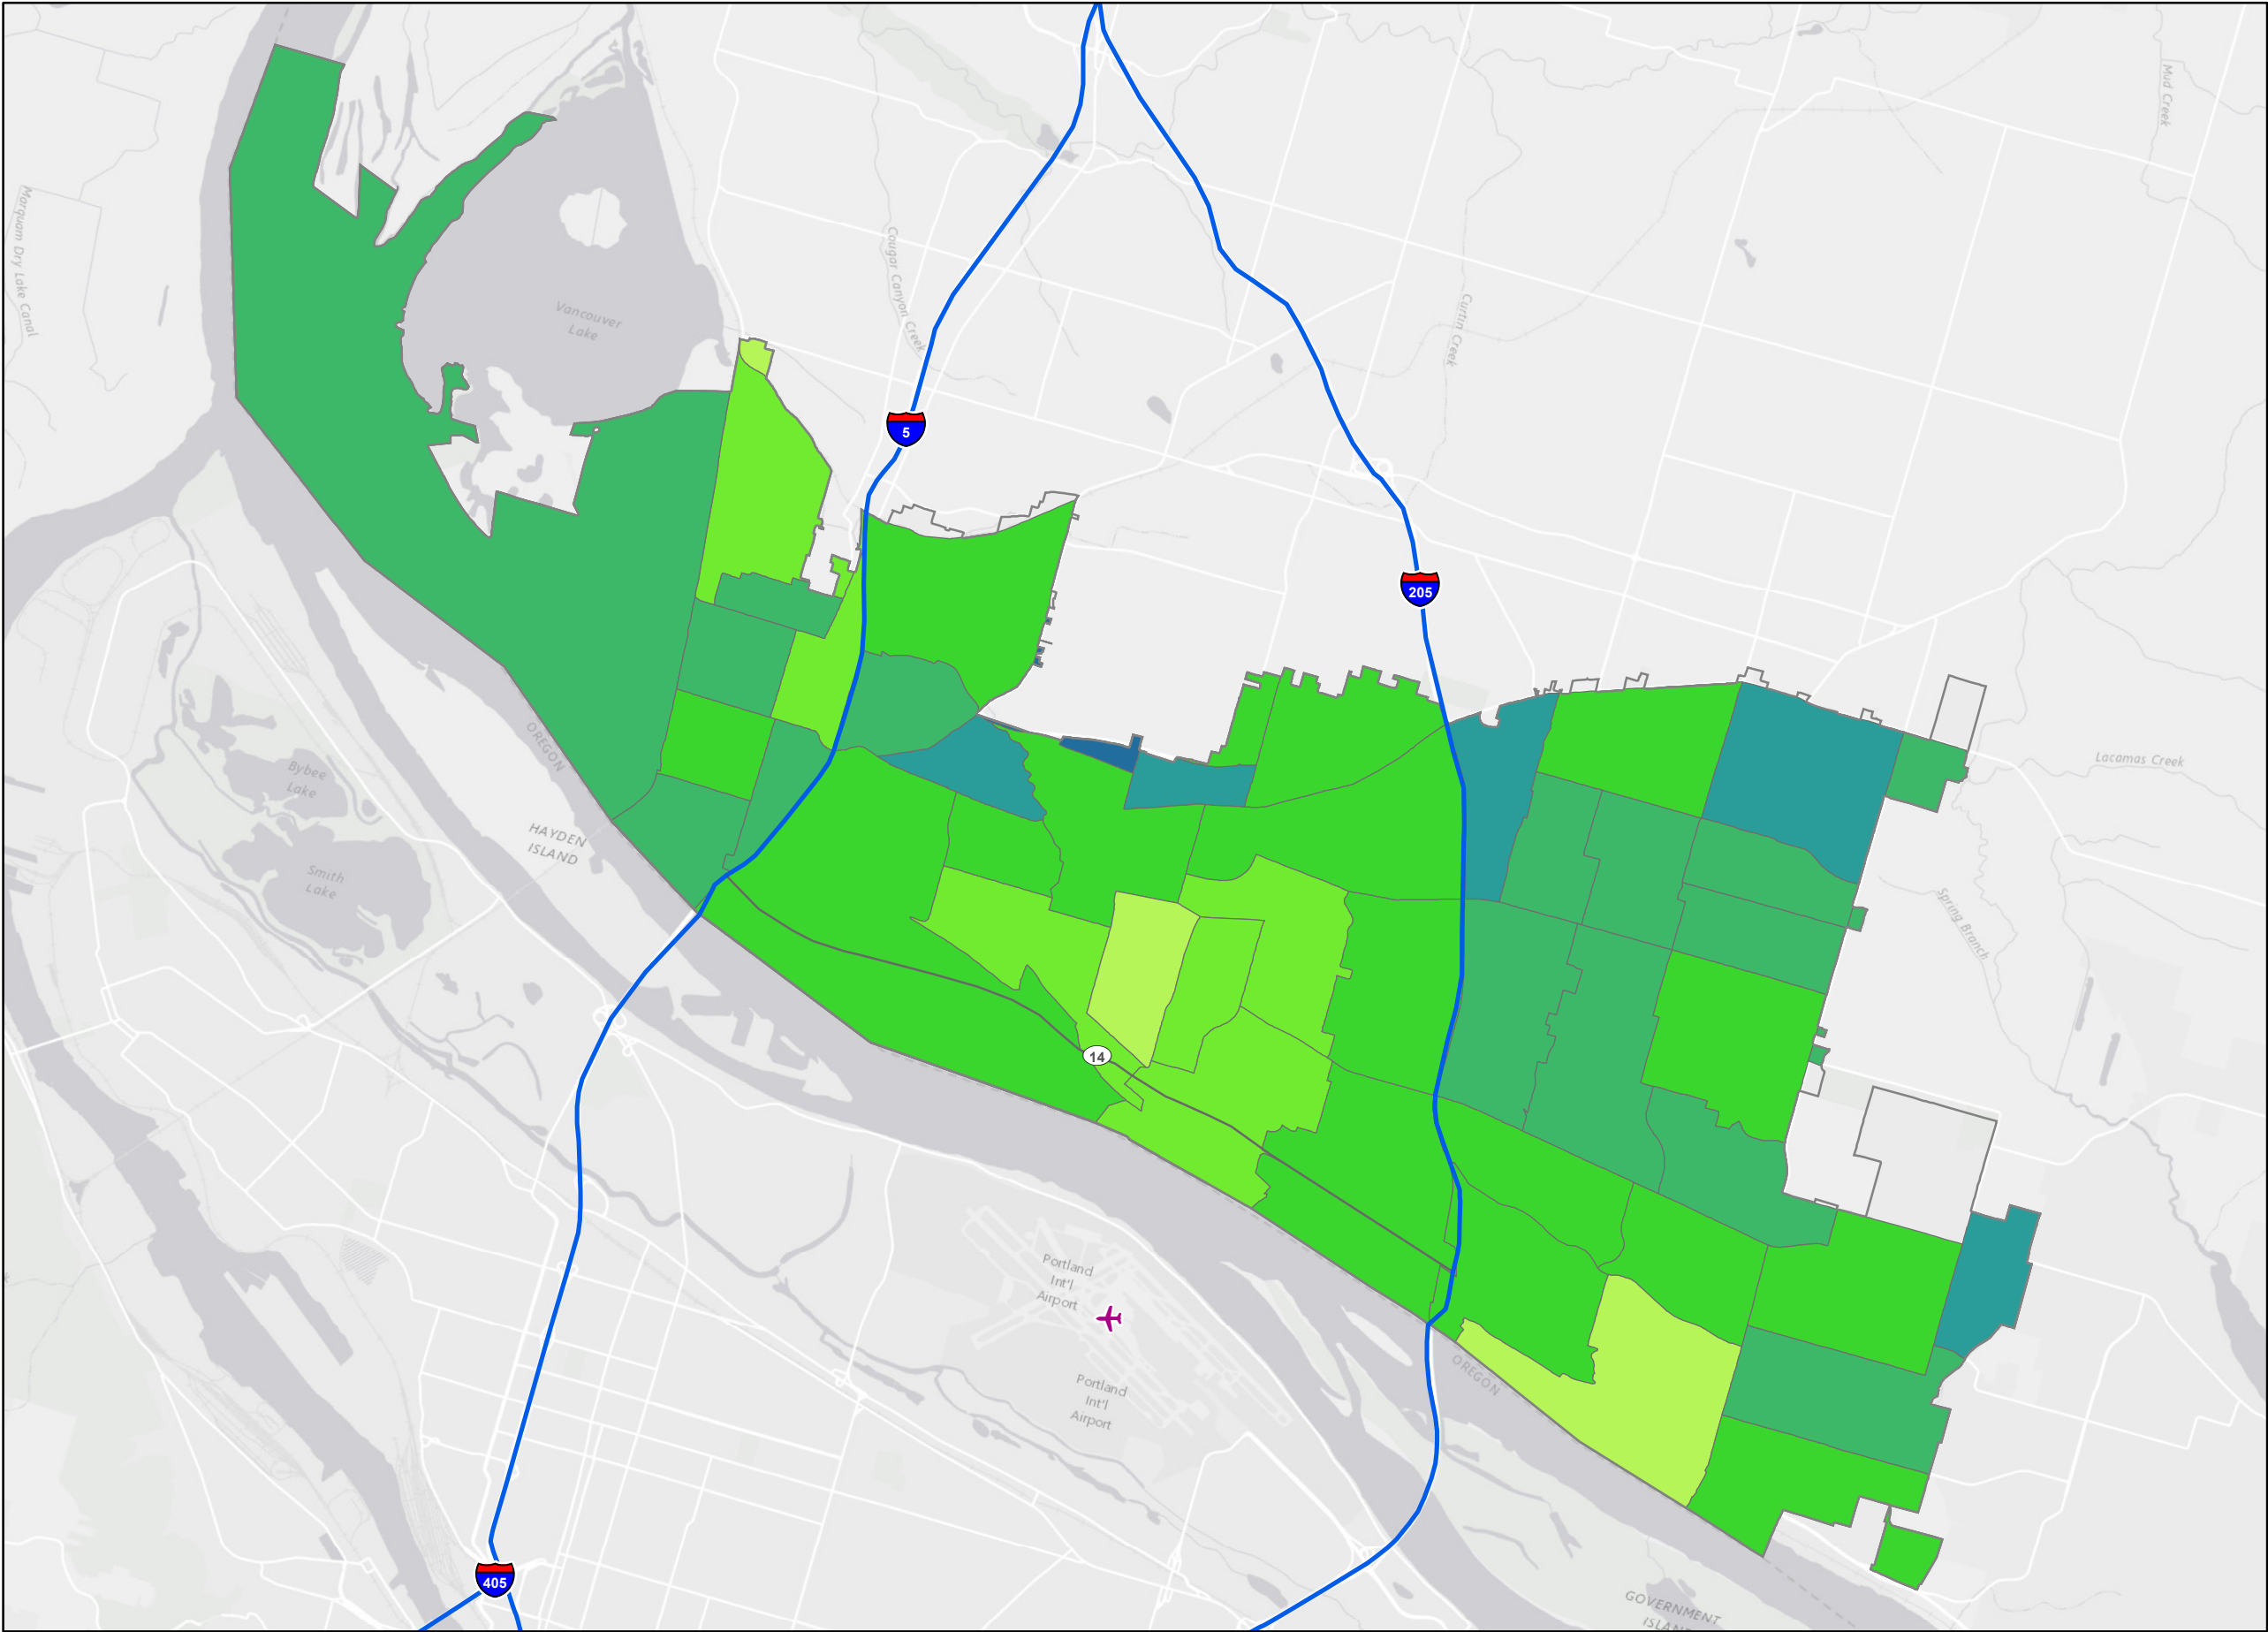 Mud Creek
Marquam Dry Lake Canal
Cougar Canyon Creek
Curtin Creek
Vancouver
Lake
5
205
OREGON
Lacamas Creek
Bybee
Lake
HAYDEN
ISLAND
Smith
Lake
Spring Branch
14
Portland
Int'l
Airport
Portland
Int'l
Airport
OREGON
405
GOVERNMENT